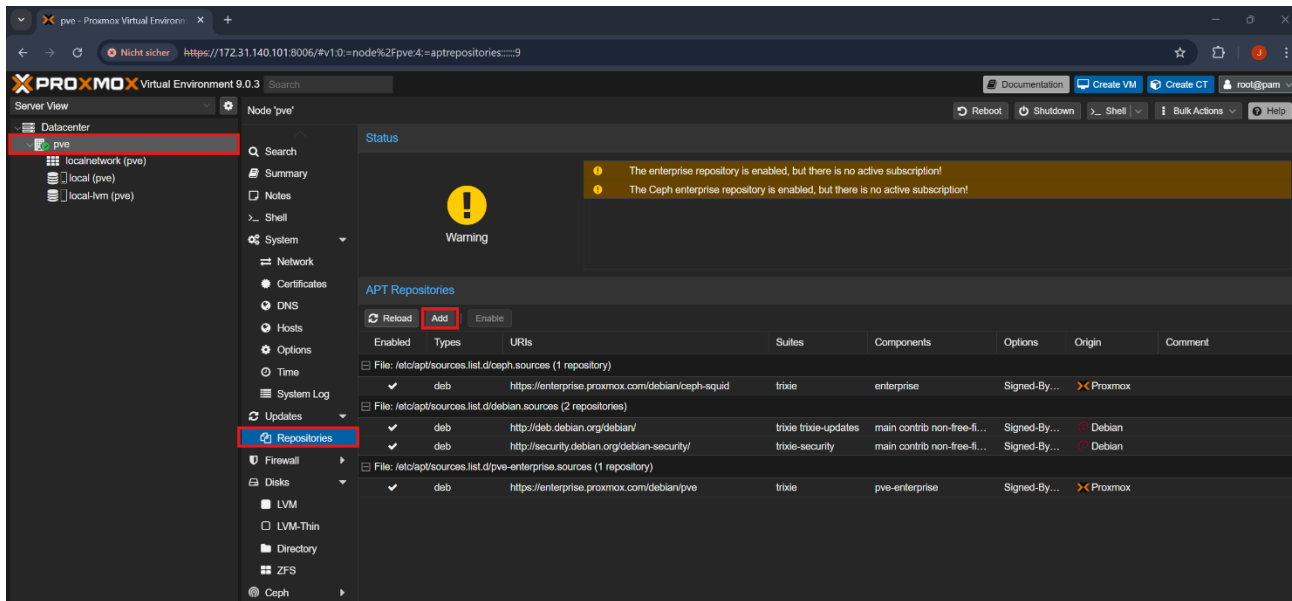 pve - Proxmox Virtual Environm
Nicht sicher https://172.31.140.101:8006/#v1:0:=node%2Fpve:4:=aptrepositories::::::9
J
PROXMOX Virtual Environment 9.0.3 Search Documentation Create VM Create CT root@pam
Server View Node 'pve' Reboot Shutdown >_ Shell Bulk Actions Help
Datacenter
pve
localnetwork (pve)
local (pve)
local-lvm (pve)
Search
Summary
Notes
>_ Shell
System
Network
Certificates
DNS
Hosts
Options
Time
System Log
Updates
Repositories
Firewall
Disks
LVM
LVM-Thin
Directory
ZFS
Ceph
Status
Warning
The enterprise repository is enabled, but there is no active subscription!
The Ceph enterprise repository is enabled, but there is no active subscription!
APT Repositories
Reload Add Enable
Enabled Types URIs Suites Components Options Origin Comment
File: /etc/apt/sources.list.d/ceph.sources (1 repository)
deb https://enterprise.proxmox.com/debian/ceph-squid trixie enterprise Signed-By... Proxmox
File: /etc/apt/sources.list.d/debian.sources (2 repositories)
deb http://deb.debian.org/debian/ trixie trixie-updates main contrib non-free-fi... Signed-By... Debian
deb http://security.debian.org/debian-security/ trixie-security main contrib non-free-fi... Signed-By... Debian
File: /etc/apt/sources.list.d/pve-enterprise.sources (1 repository)
deb https://enterprise.proxmox.com/debian/pve trixie pve-enterprise Signed-By... Proxmox